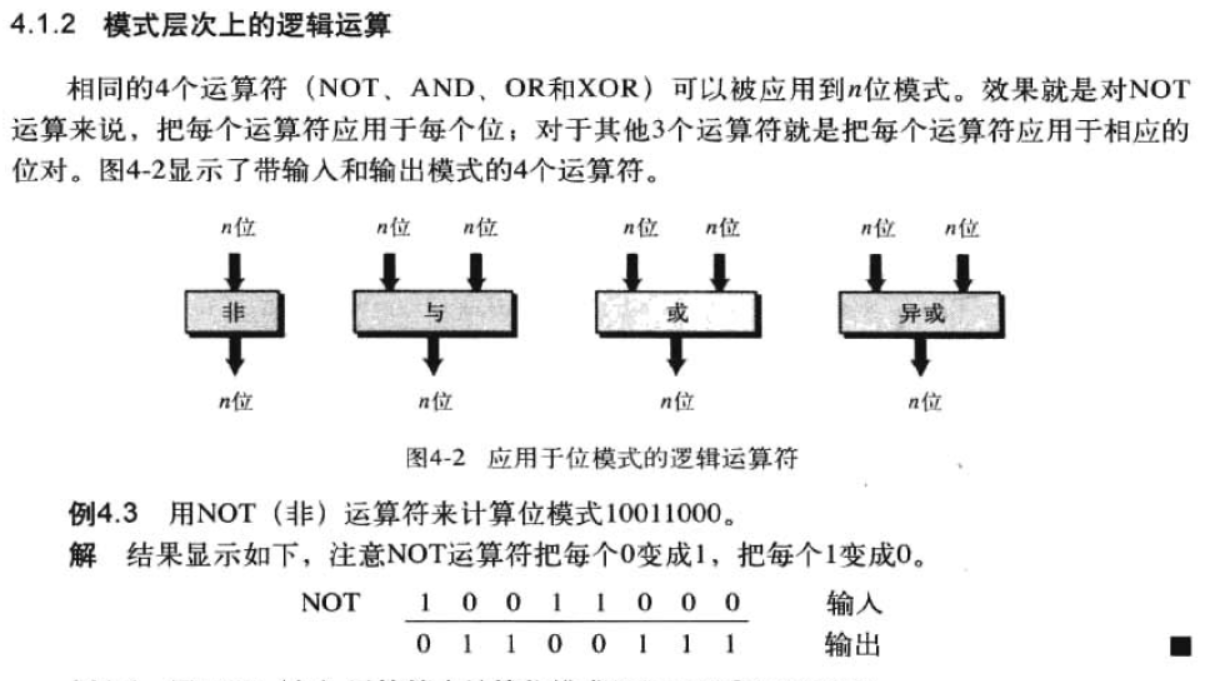 4.1.2 模式层次上的逻辑运算
相同的4个运算符（NOT、AND、OR和XOR）可以被应用到n位模式。效果就是对NOT
运算来说，把每个运算符应用于每个位；对于其他3个运算符就是把每个运算符应用于相应的
位对。图4-2显示了带输入和输出模式的4个运算符。
n位 n位 n位 n位 n位 n位 n位
非 与 或 异或
n位 n位 n位 n位
图4-2 应用于位模式的逻辑运算符
例4.3 用NOT（非）运算符来计算位模式10011000。
解 结果显示如下，注意NOT运算符把每个0变成1，把每个1变成0。
NOT 1 0 0 1 1 0 0 0 输入
0 1 1 0 0 1 1 1 输出